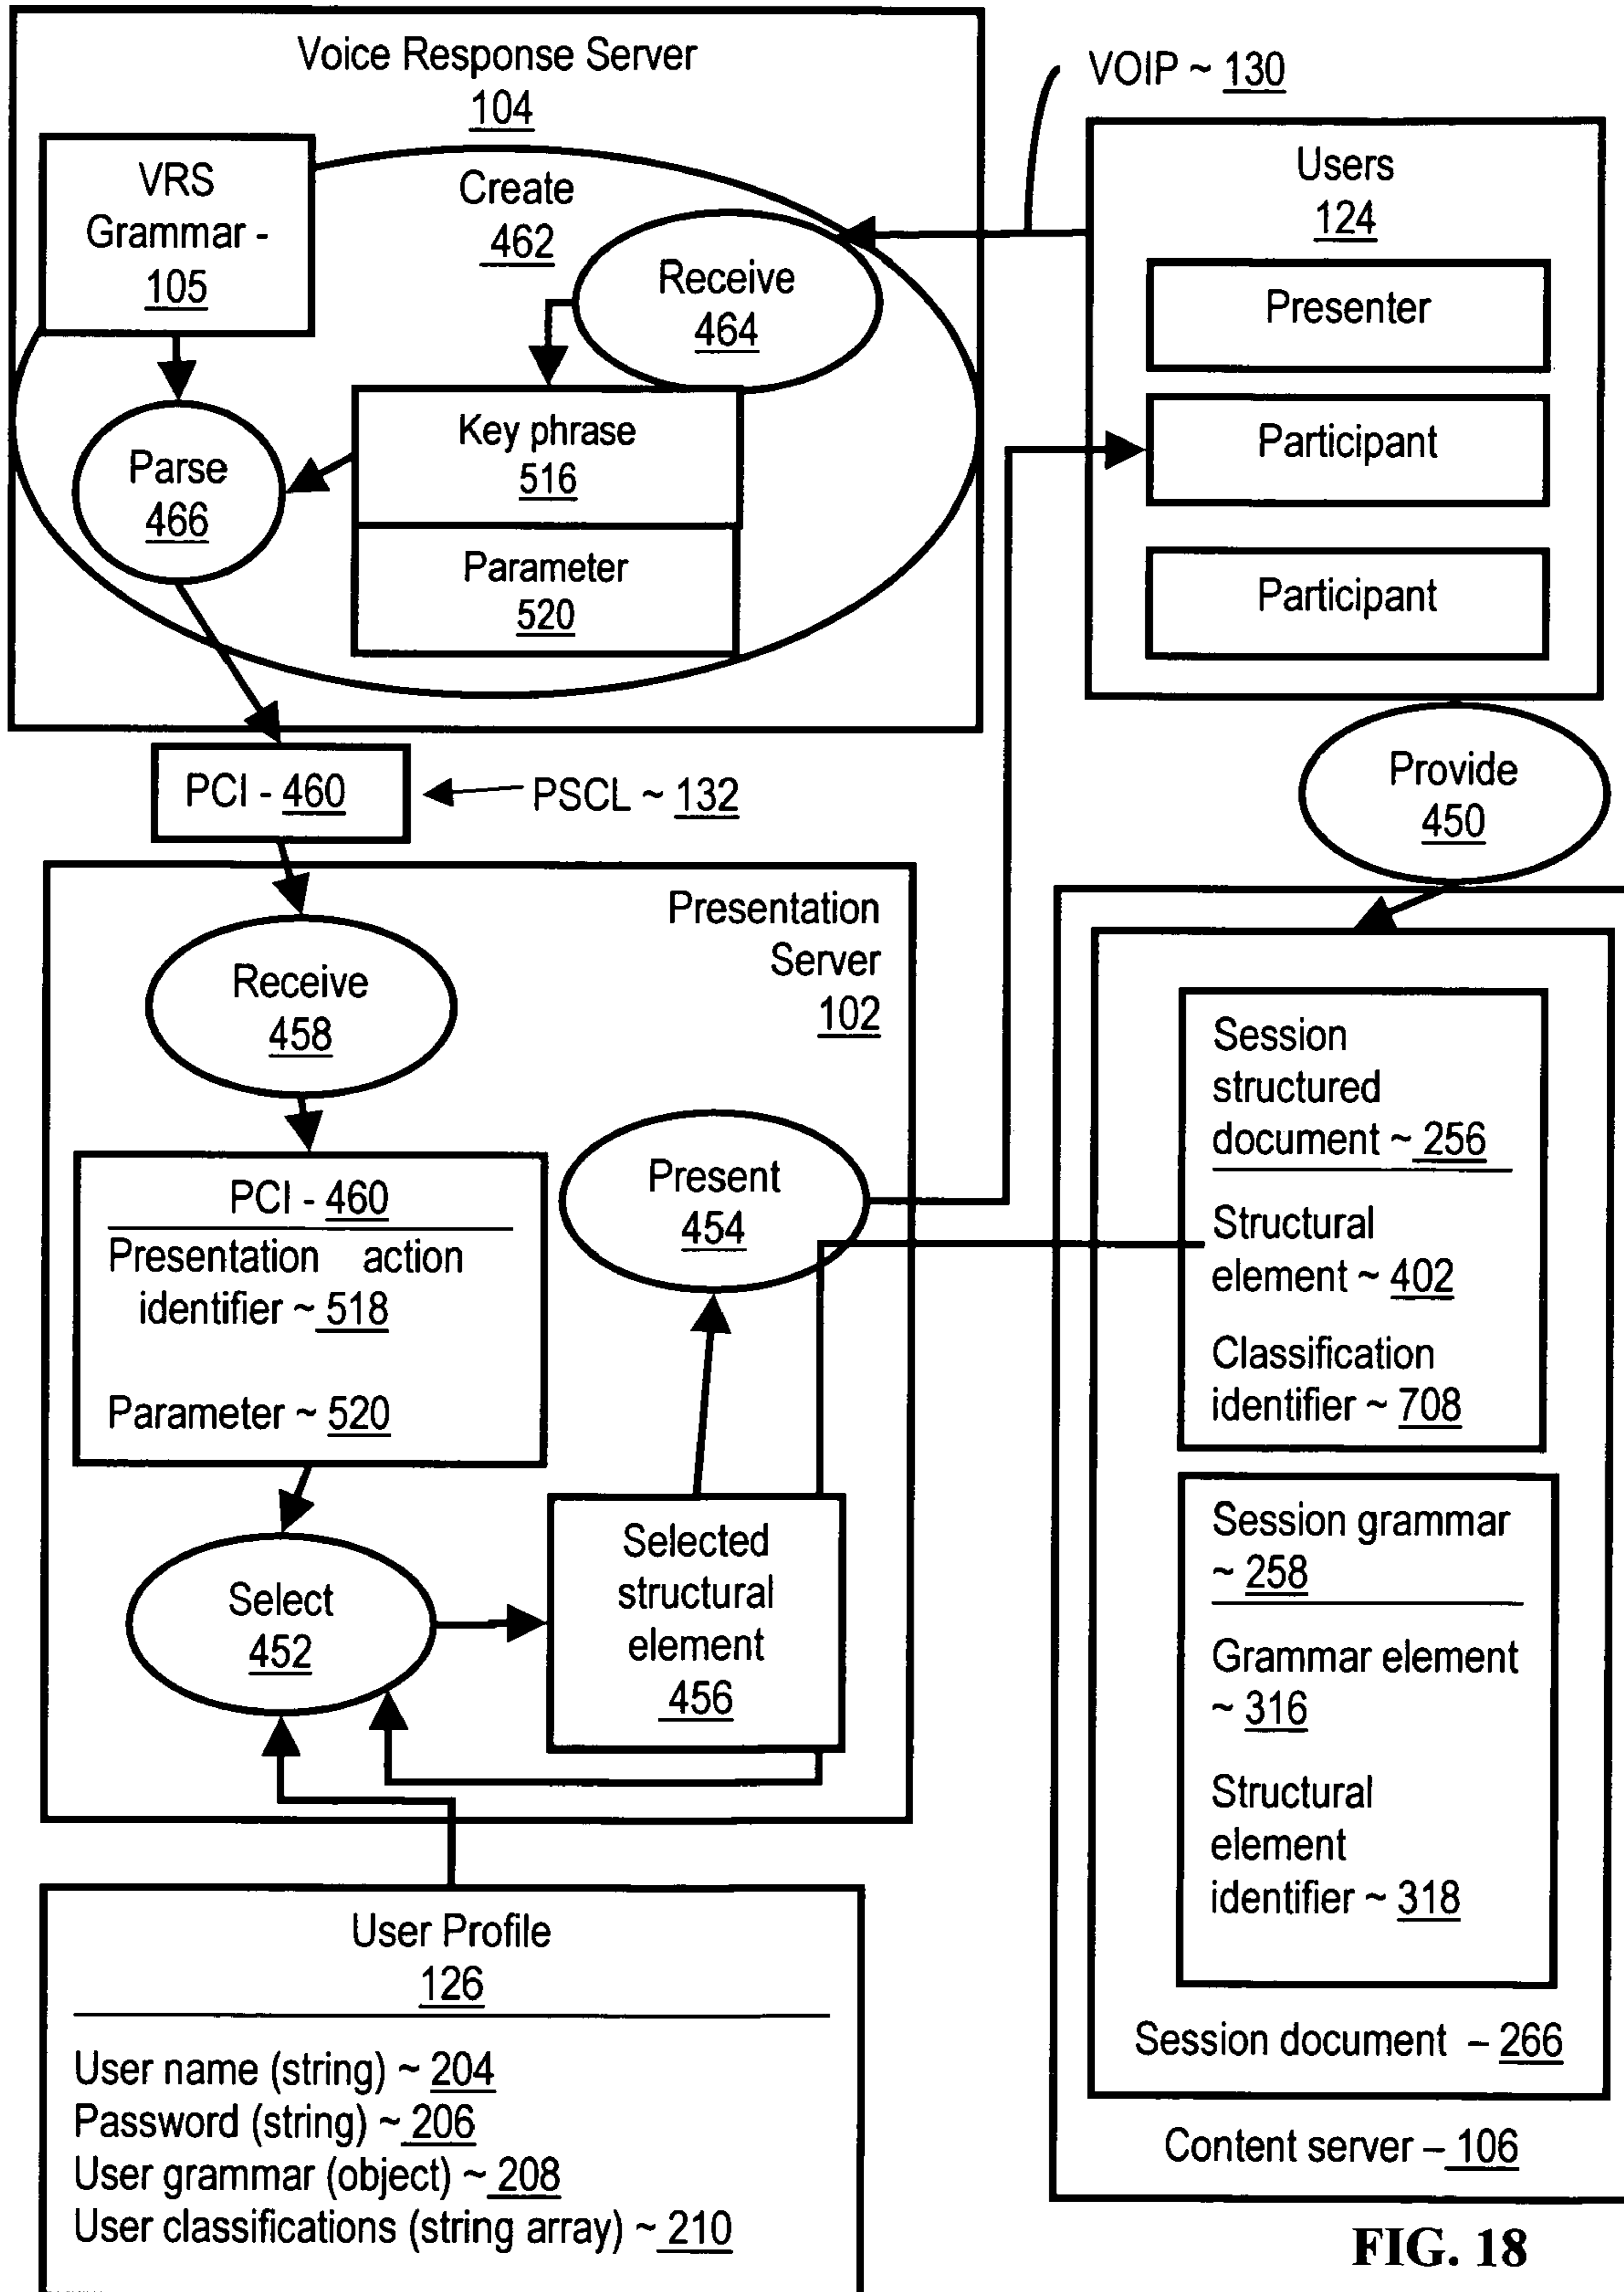 Voice Response Server
104
VRS
Grammar -
105
Create
462
Receive
464
Key phrase
516
Parameter
520
Parse
466
VOIP ~ 130
Users
124
Presenter
Participant
Participant
Provide
450
PCI - 460
PSCL ~ 132
Presentation
Server
102
Receive
458
PCI - 460
Presentation action
identifier ~ 518
Parameter ~ 520
Present
454
Select
452
Selected
structural
element
456
Session
structured
document ~ 256
Structural
element ~ 402
Classification
identifier ~ 708
Session grammar
~ 258
Grammar element
~ 316
Structural
element
identifier ~ 318
Session document – 266
Content server – 106
User Profile
126
User name (string) ~ 204
Password (string) ~ 206
User grammar (object) ~ 208
User classifications (string array) ~ 210
FIG. 18